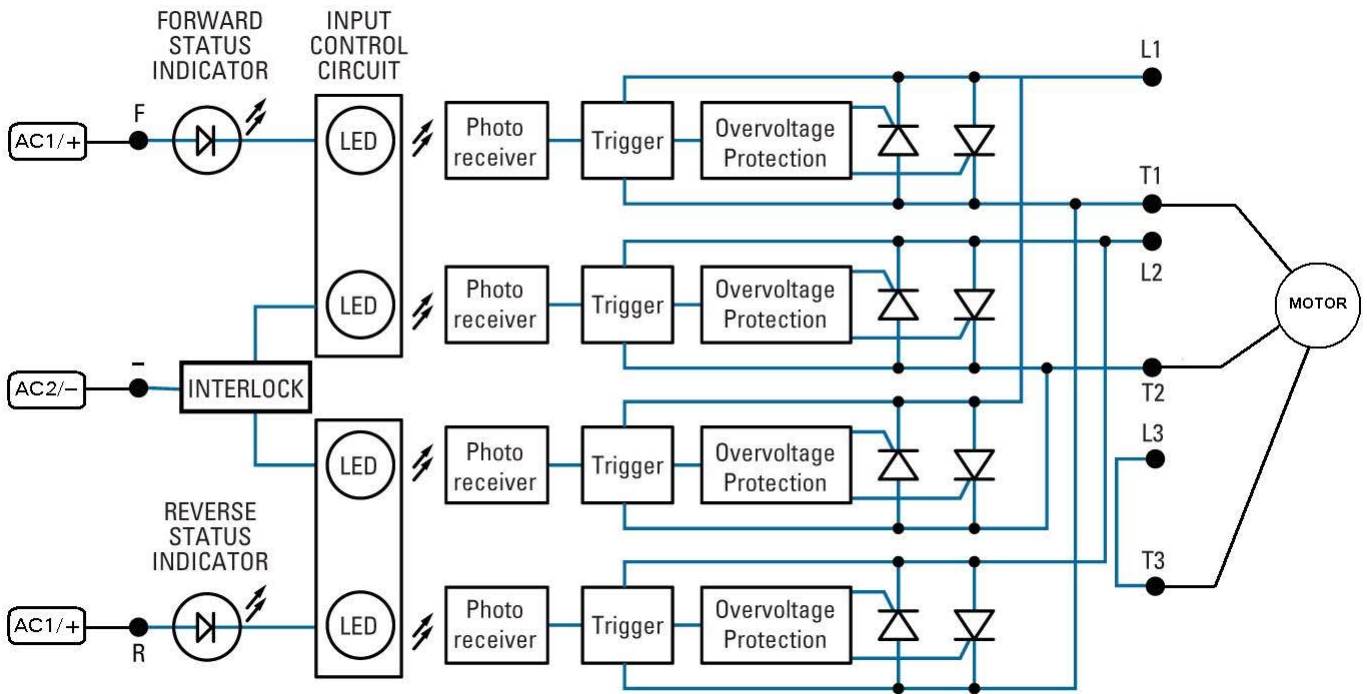 FORWARD
STATUS
INDICATOR
INPUT
CONTROL
CIRCUIT
L1
F
AC1/+
LED
Photo
receiver
Trigger
Overvoltage
Protection
T1
L2
LED
Photo
receiver
Trigger
Overvoltage
Protection
MOTOR
–
AC2/–
INTERLOCK
T2
L3
LED
Photo
receiver
Trigger
Overvoltage
Protection
REVERSE
STATUS
INDICATOR
T3
AC1/+
R
LED
Photo
receiver
Trigger
Overvoltage
Protection